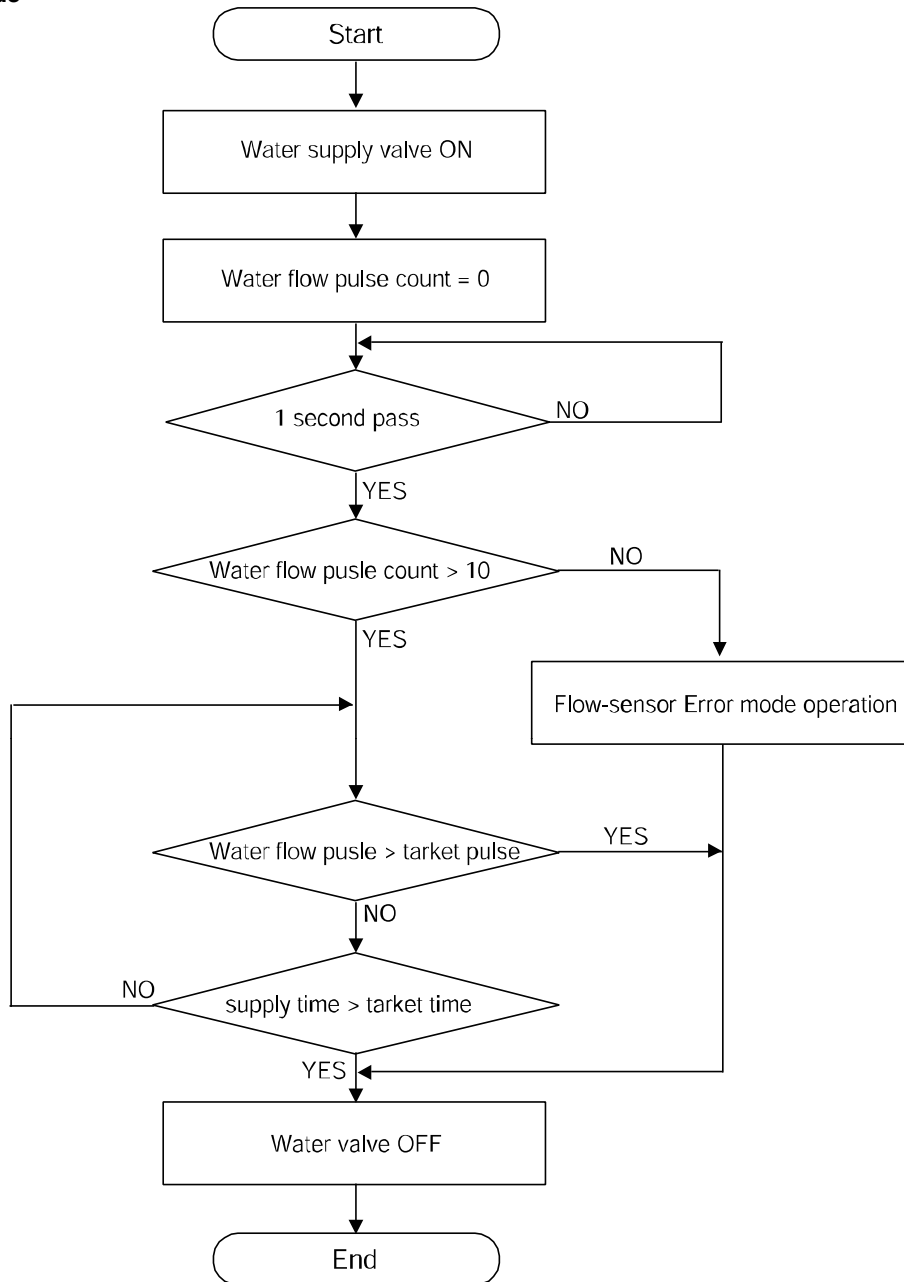 Start
Water supply valve ON
Water flow pulse count = 0
1 second pass
NO
YES
Water flow pusle count > 10
NO
YES
Flow-sensor Error mode operation
Water flow pusle > tarket pulse
YES
NO
supply time > tarket time
NO
YES
Water valve OFF
End